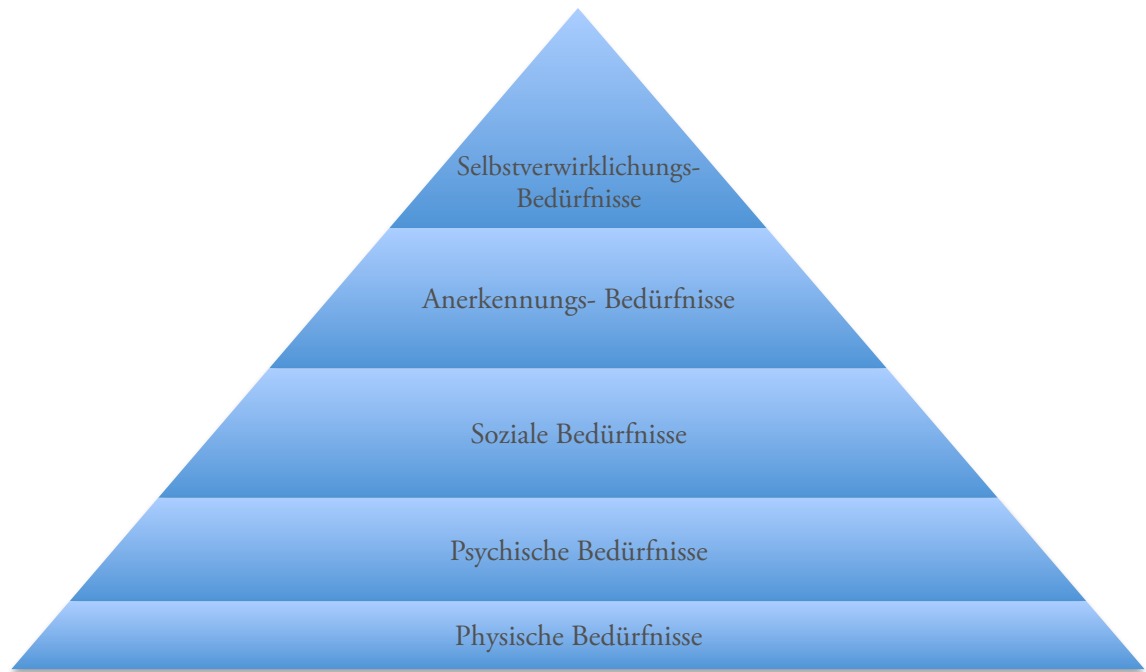 Selbstverwirklichungs-
Bedürfnisse
Anerkennungs- Bedürfnisse
Soziale Bedürfnisse
Psychische Bedürfnisse
Physische Bedürfnisse